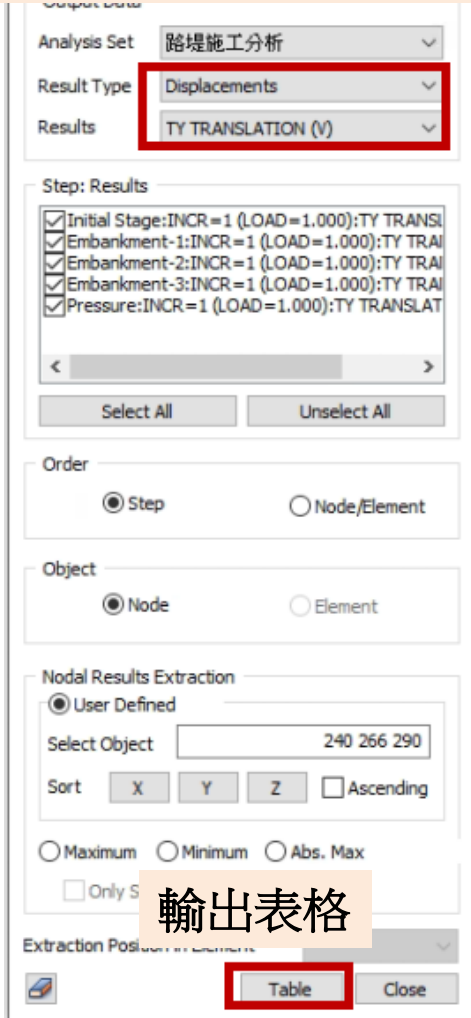 Output Data
Analysis Set 路堤施工分析
Result Type Displacements
Results TY TRANSLATION (V)
Step: Results
Initial Stage:INCR=1 (LOAD=1.000):TY TRANSL
Embankment-1:INCR=1 (LOAD=1.000):TY TRAI
Embankment-2:INCR=1 (LOAD=1.000):TY TRAI
Embankment-3:INCR=1 (LOAD=1.000):TY TRAI
Pressure:INCR=1 (LOAD=1.000):TY TRANSLAT
Select All Unselect All
Order
Step Node/Element
Object
Node Element
Nodal Results Extraction
User Defined
Select Object 240 266 290
Sort X Y Z Ascending
Maximum Minimum Abs. Max
Only S
輸出表格
Extraction Position in Element
Table Close